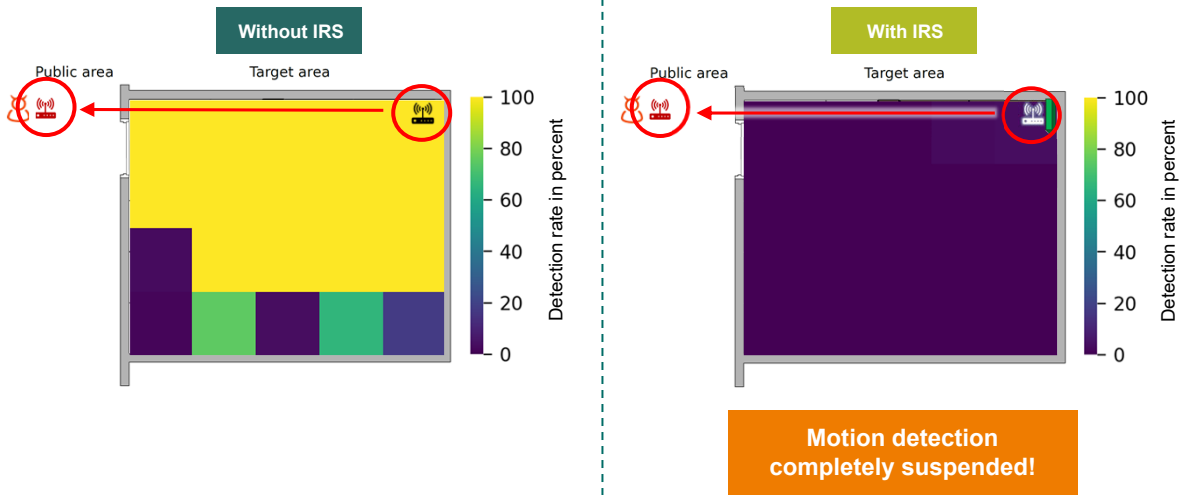 Without IRS
Public area
Target area
100
80
60
40
20
0
Detection rate in percent
With IRS
Public area
Target area
100
80
60
40
20
0
Detection rate in percent
Motion detection
completely suspended!